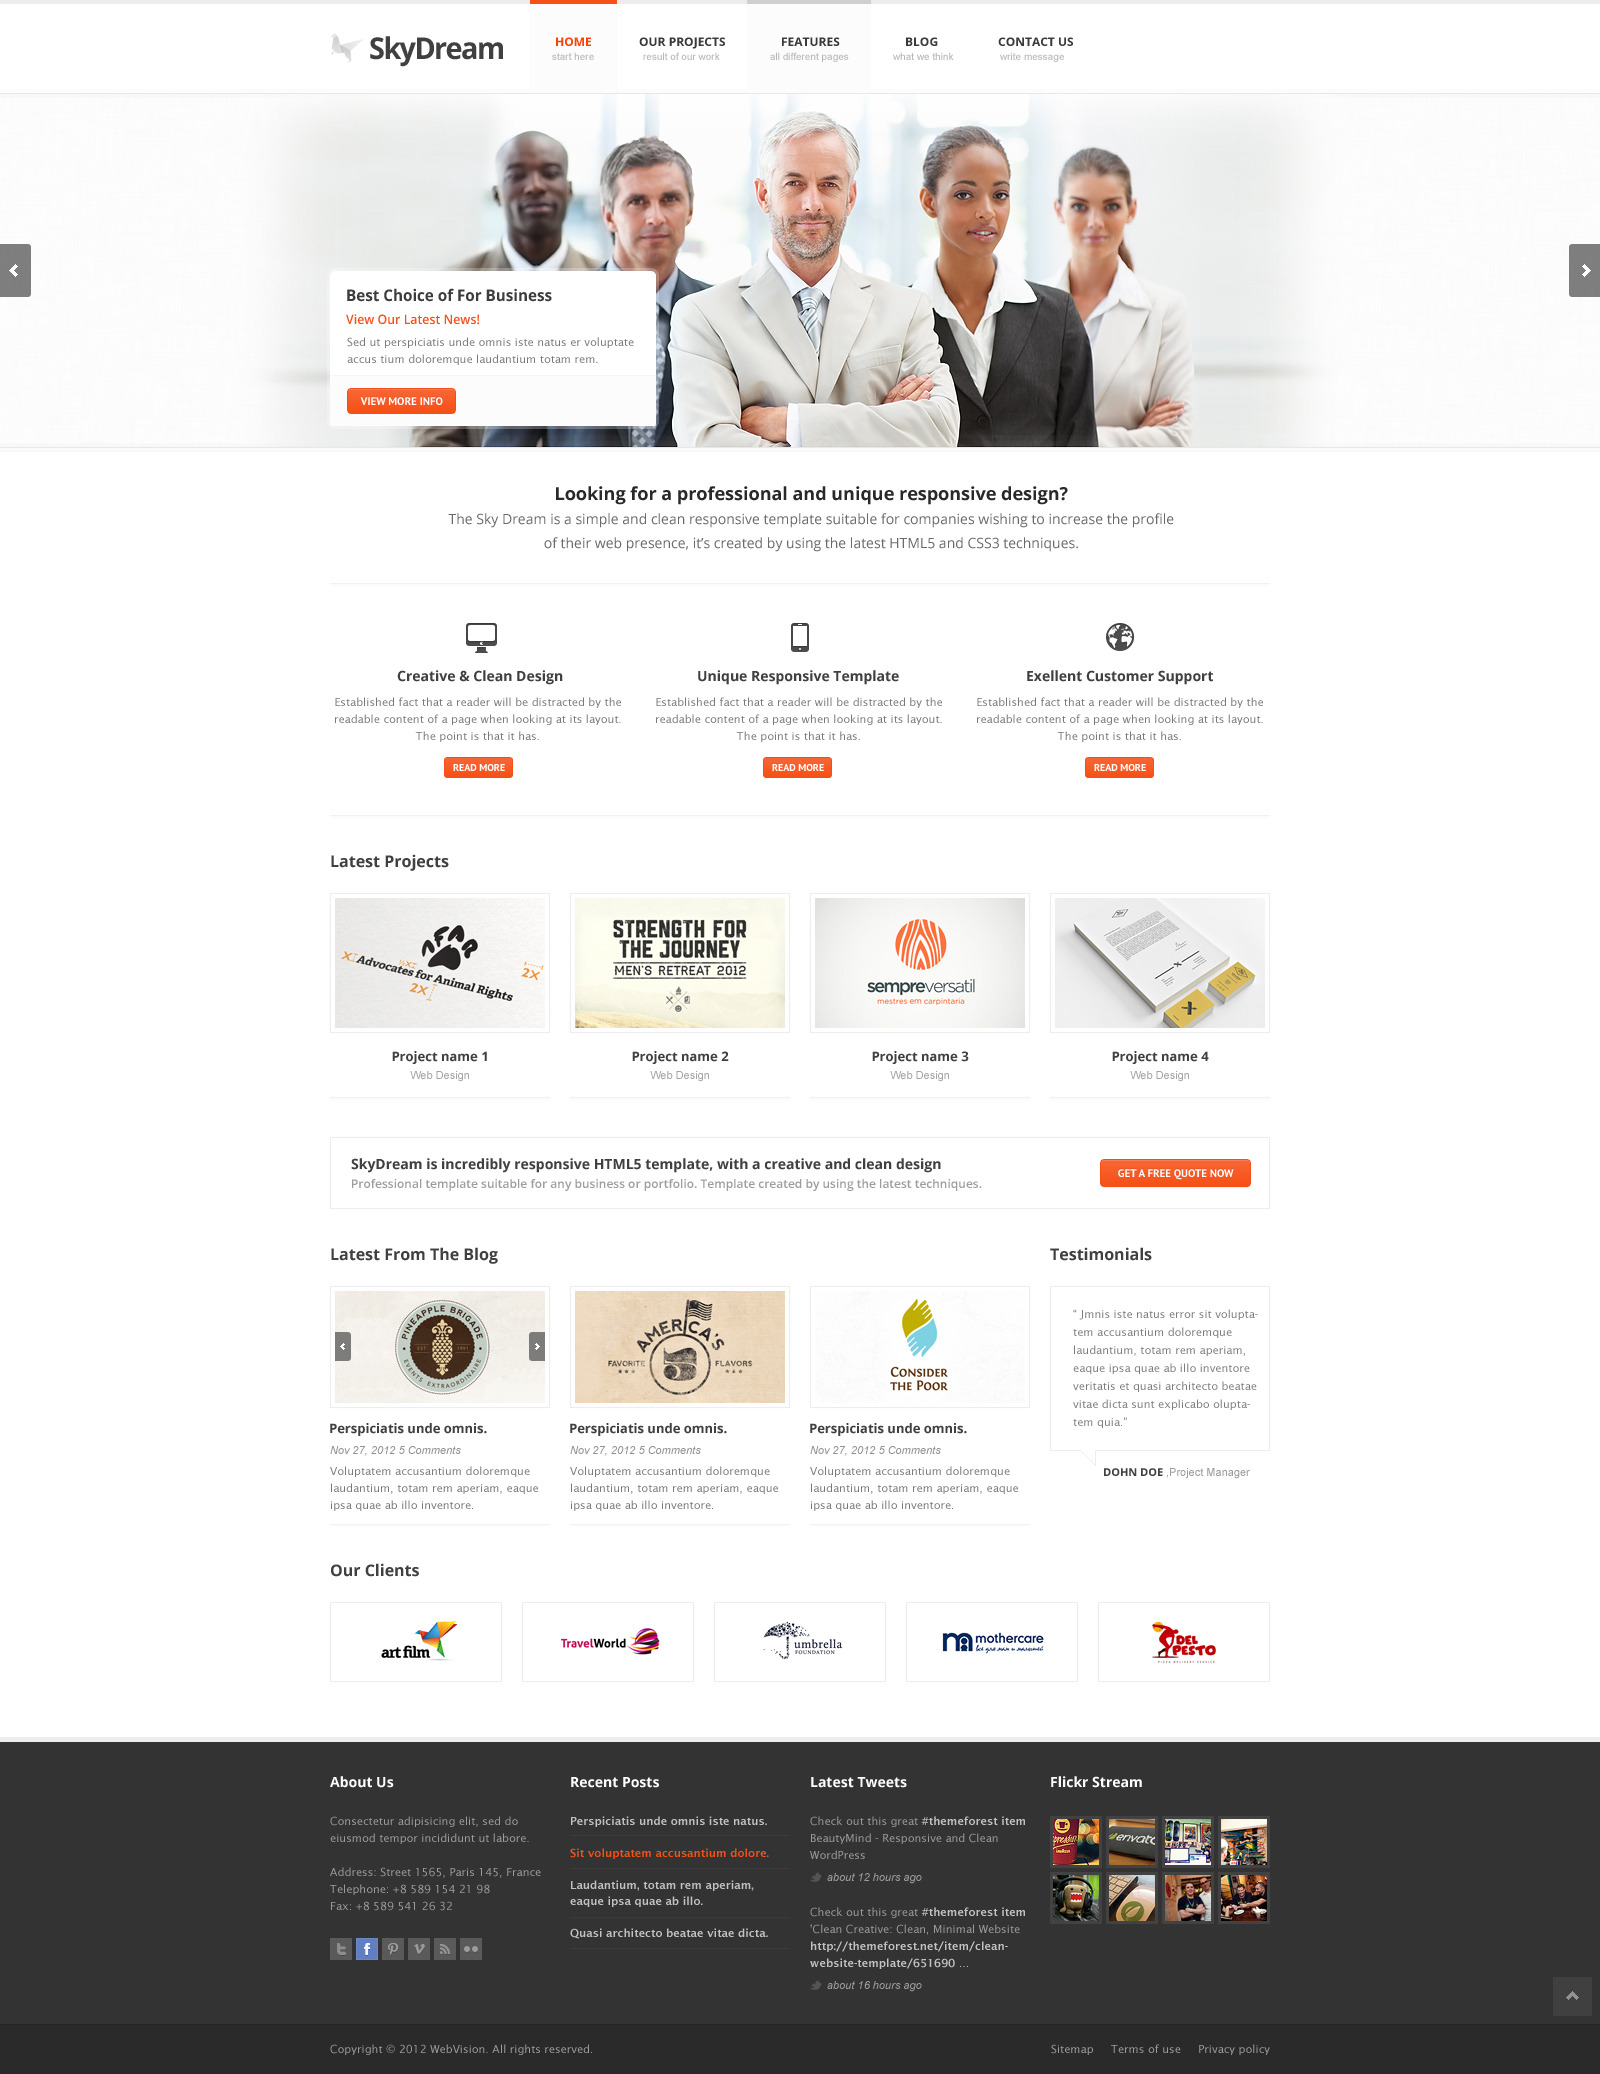 SkyDream
HOME
start here
OUR PROJECTS
result of our work
FEATURES
all different pages
BLOG
what we think
CONTACT US
write message
Best Choice of For Business
View Our Latest News!
Sed ut perspiciatis unde omnis iste natus er voluptate
accus tium doloremque laudantium totam rem.
VIEW MORE INFO
Looking for a professional and unique responsive design?
The Sky Dream is a simple and clean responsive template suitable for companies wishing to increase the profile
of their web presence, it's created by using the latest HTML5 and CSS3 techniques.
Creative & Clean Design
Established fact that a reader will be distracted by the
readable content of a page when looking at its layout.
The point is that it has.
READ MORE
Unique Responsive Template
Established fact that a reader will be distracted by the
readable content of a page when looking at its layout.
The point is that it has.
READ MORE
Exellent Customer Support
Established fact that a reader will be distracted by the
readable content of a page when looking at its layout.
The point is that it has.
READ MORE
Latest Projects
AFAR
Advocates for Animal Rights
2X
2X
STRENGTH FOR
THE JOURNEY
MEN'S RETREAT 2012
sempreversatil
mestres em carpintaria
Project name 1
Web Design
Project name 2
Web Design
Project name 3
Web Design
Project name 4
Web Design
SkyDream is incredibly responsive HTML5 template, with a creative and clean design
Professional template suitable for any business or portfolio. Template created by using the latest techniques.
GET A FREE QUOTE NOW
Latest From The Blog
PINEAPPLE BRIGADE
EVENTS EXTRAORDINAIRE
Perspiciatis unde omnis.
Nov 27, 2012 5 Comments
Voluptatem accusantium doloremque
laudantium, totam rem aperiam, eaque
ipsa quae ab illo inventore.
AMERICA'S
FAVORITE 5 FLAVORS
Perspiciatis unde omnis.
Nov 27, 2012 5 Comments
Voluptatem accusantium doloremque
laudantium, totam rem aperiam, eaque
ipsa quae ab illo inventore.
CONSIDER
THE POOR
Perspiciatis unde omnis.
Nov 27, 2012 5 Comments
Voluptatem accusantium doloremque
laudantium, totam rem aperiam, eaque
ipsa quae ab illo inventore.
Testimonials
" Jmnis iste natus error sit volupta-
tem accusantium doloremque
laudantium, totam rem aperiam,
eaque ipsa quae ab illo inventore
veritatis et quasi architecto beatae
vitae dicta sunt explicabo olupta-
tem quia."
DOHN DOE ,Project Manager
Our Clients
art film
TravelWorld
umbrella
FOUNDATION
mothercare
все для мам и малышей
DEL
PESTO
PIZZA DELIVERY SERVICE
About Us
Consectetur adipisicing elit, sed do
eiusmod tempor incididunt ut labore.
Address: Street 1565, Paris 145, France
Telephone: +8 589 154 21 98
Fax: +8 589 541 26 32
Recent Posts
Perspiciatis unde omnis iste natus.
Sit voluptatem accusantium dolore.
Laudantium, totam rem aperiam,
eaque ipsa quae ab illo.
Quasi architecto beatae vitae dicta.
Latest Tweets
Check out this great #themeforest item
BeautyMind - Responsive and Clean
WordPress
about 12 hours ago
Check out this great #themeforest item
'Clean Creative: Clean, Minimal Website
http://themeforest.net/item/clean-
website-template/651690 ...
about 16 hours ago
Flickr Stream
envato
Copyright © 2012 WebVision. All rights reserved.
Sitemap
Terms of use
Privacy policy